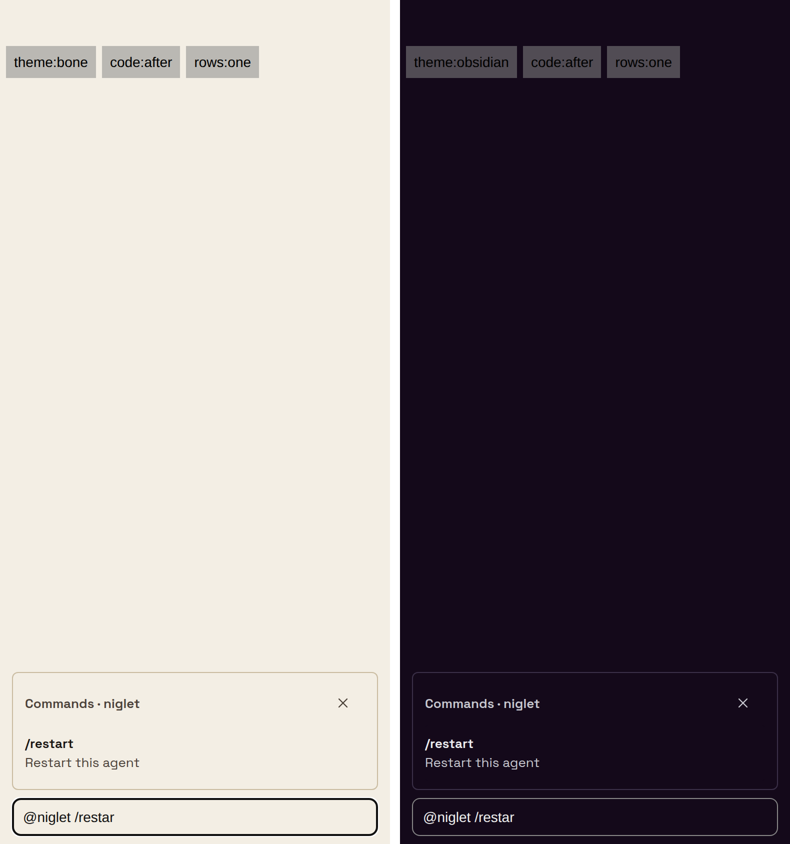 theme:bone code:after rows:one
Commands · niglet
/restart
Restart this agent
@niglet /restar
theme:obsidian code:after rows:one
Commands · niglet
/restart
Restart this agent
@niglet /restar